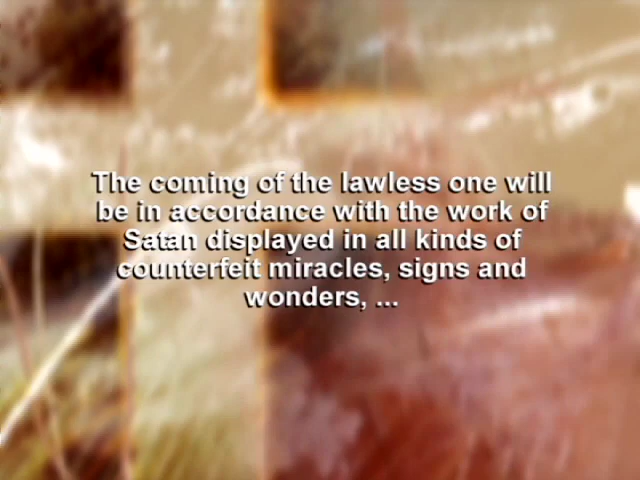 The coming of the lawless one will
be in accordance with the work of
Satan displayed in all kinds of
counterfeit miracles, signs and
wonders, ...